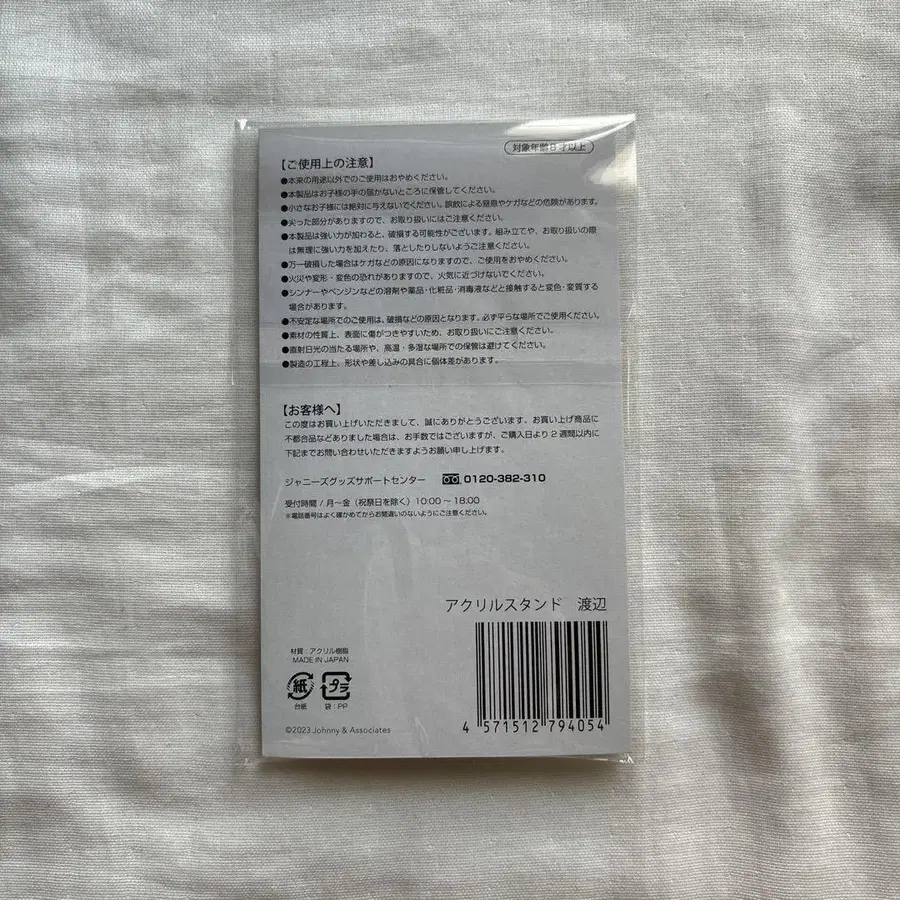 対象年齢8才以上
【ご使用上の注意】
●本来の用途以外でのご使用はおやめください。
●本製品はお子様の手の届かないところに保管してください。
●小さなお子様には絶対に与えないでください。誤飲による窒息やケガなどの危険があります。
●尖った部分がありますので、お取り扱いにはご注意ください。
●本製品は強い力が加わると、破損する可能性がございます。組み立てや、お取り扱いの際
は無理に強い力を加えたり、落としたりしないようご注意ください。
●万一破損した場合はケガなどの原因になりますので、ご使用をおやめください。
●火災や変形・変色の恐れがありますので、火気に近づけないでください。
●シンナーやベンジンなどの溶剤や薬品・化粧品・消毒液などと接触すると変色・変質する
場合があります。
●不安定な場所でのご使用は、破損などの原因となります。必ず平らな場所でご使用ください。
●素材の性質上、表面に傷がつきやすいため、お取り扱いにご注意ください。
●直射日光の当たる場所や、高温・多湿な場所での保管は避けてください。
●製造の工程上、形状や差し込みの具合に個体差があります。
【お客様へ】
この度はお買い上げいただきまして、誠にありがとうございます。お買い上げ商品に
不都合品などありました場合は、お手数ではございますが、ご購入日より2週間以内に
下記までお問い合わせいただきますようお願い申し上げます。
ジャニーズグッズサポートセンター 0120-382-310
受付時間 / 月〜金（祝祭日を除く）10:00〜18:00
※電話番号はよく確かめてからお間違いのないようにご注意ください。
アクリルスタンド 渡辺
材質：アクリル樹脂
MADE IN JAPAN
紙 プラ
台紙 袋：PP
4 571512 794054
©2023 Johnny & Associates